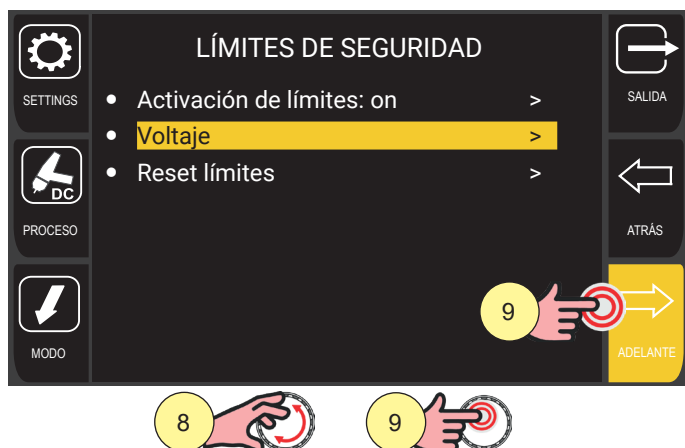 LÍMITES DE SEGURIDAD
SETTINGS
• Activación de límites: on >
• Voltaje >
• Reset límites >
DC
PROCESO
MODO
SALIDA
ATRÁS
9
ADELANTE
8
9